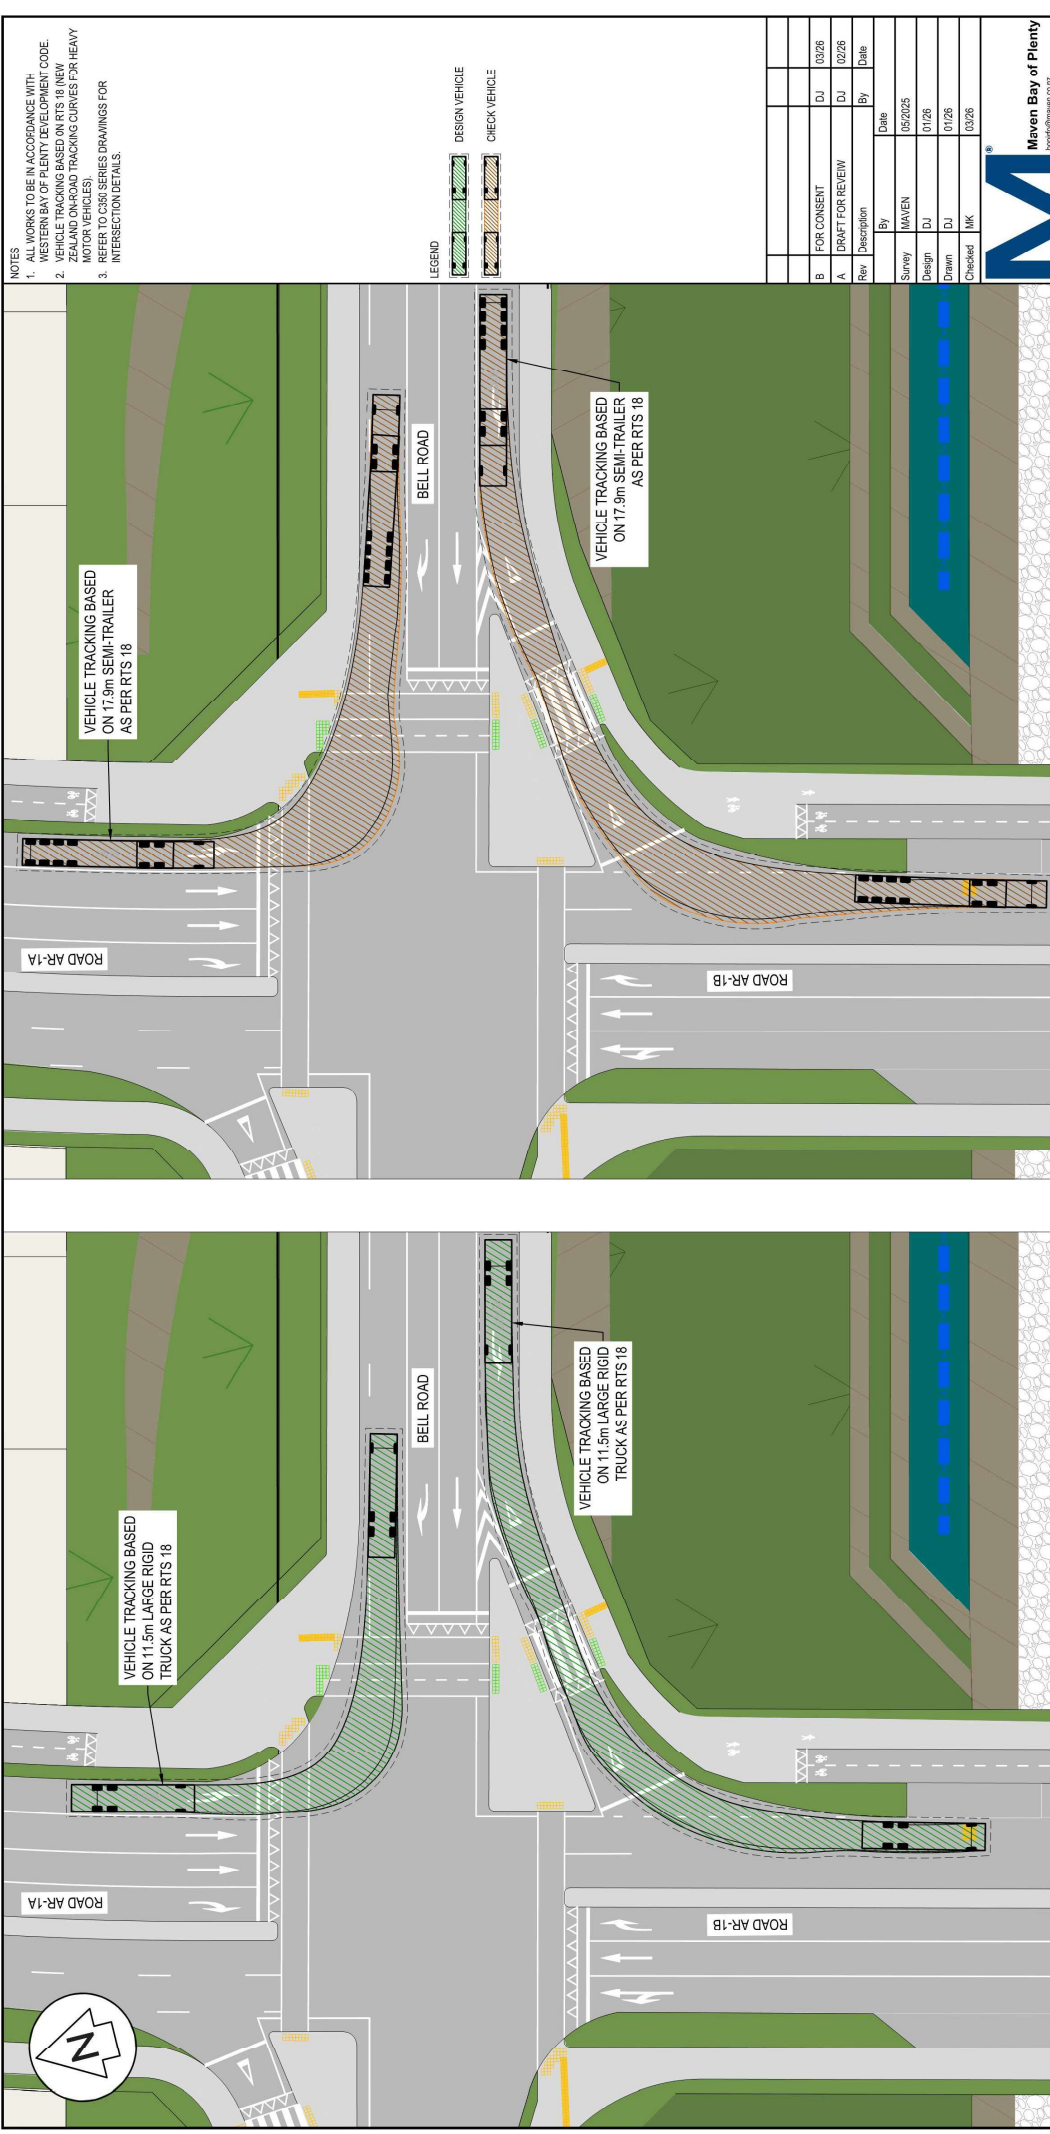 NOTES
1. ALL WORKS TO BE IN ACCORDANCE WITH
WESTERN BAY OF PLENTY DEVELOPMENT CODE.
2. VEHICLE TRACKING BASED ON RTS 18 (NEW
ZEALAND ON-ROAD TRACKING CURVES FOR HEAVY
MOTOR VEHICLES).
3. REFER TO C350 SERIES DRAWINGS FOR
INTERSECTION DETAILS.
LEGEND
DESIGN VEHICLE
CHECK VEHICLE
B FOR CONSENT DJ 03/26
A DRAFT FOR REVEIW DJ 02/26
Rev Description By Date
By Date
Survey MAVEN 05/2025
Design DJ 01/26
Drawn DJ 01/26
Checked MK 03/26
M®
Maven Bay of Plenty
VEHICLE TRACKING BASED
ON 11.5m LARGE RIGID
TRUCK AS PER RTS 18
ROAD AR-1A
BELL ROAD
VEHICLE TRACKING BASED
ON 11.5m LARGE RIGID
TRUCK AS PER RTS 18
ROAD AR-1B
N
VEHICLE TRACKING BASED
ON 17.9m SEMI-TRAILER
AS PER RTS 18
ROAD AR-1A
BELL ROAD
VEHICLE TRACKING BASED
ON 17.9m SEMI-TRAILER
AS PER RTS 18
ROAD AR-1B